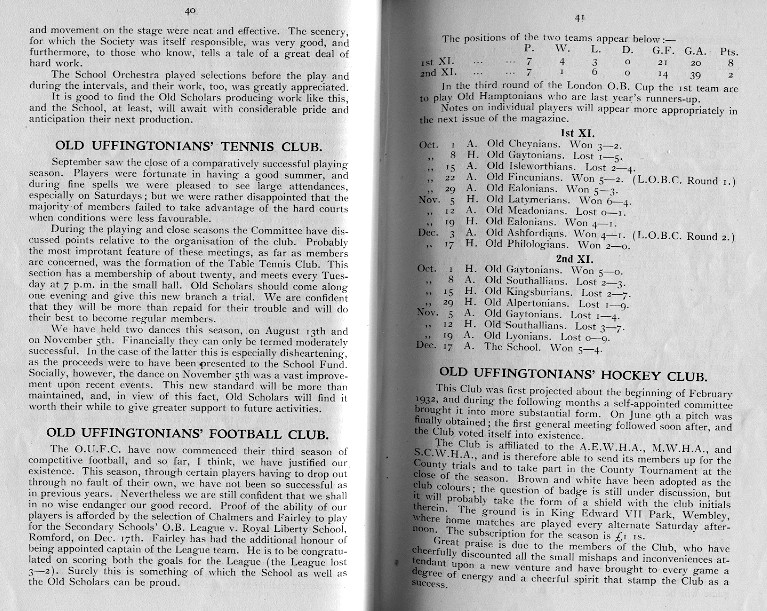 40
and movement on the stage were neat and effective. The scenery,
for which the Society was itself responsible, was very good, and
furthermore, to those who know, tells a tale of a great deal of
hard work.
The School Orchestra played selections before the play and
during the intervals, and their work, too, was greatly appreciated.
It is good to find the Old Scholars producing work like this,
and the School, at least, will await with considerable pride and
anticipation their next production.
OLD UFFINGTONIANS' TENNIS CLUB.
September saw the close of a comparatively successful playing
season. Players were fortunate in having a good summer, and
during fine spells we were pleased to see large attendances,
especially on Saturdays; but we were rather disappointed that the
majority of members failed to take advantage of the hard courts
when conditions were less favourable.
During the playing and close seasons the Committee have dis-
cussed points relative to the organisation of the club. Probably
the most improtant feature of these meetings, as far as members
are concerned, was the formation of the Table Tennis Club. This
section has a membership of about twenty, and meets every Tues-
day at 7 p.m. in the small hall. Old Scholars should come along
one evening and give this new branch a trial. We are confident
that they will be more than repaid for their trouble and will do
their best to become regular members.
We have held two dances this season, on August 13th and
on November 5th. Financially they can only be termed moderately
successful. In the case of the latter this is especially disheartening,
as the proceeds were to have been presented to the School Fund.
Socially, however, the dance on November 5th was a vast improve-
ment upon recent events. This new standard will be more than
maintained, and, in view of this fact, Old Scholars will find it
worth their while to give greater support to future activities.
OLD UFFINGTONIANS' FOOTBALL CLUB.
The O.U.F.C. have now commenced their third season of
competitive football, and so far, I think, we have justified our
existence. This season, through certain players having to drop out
through no fault of their own, we have not been so successful as
in previous years. Nevertheless we are still confident that we shall
in no wise endanger our good record. Proof of the ability of our
players is afforded by the selection of Chalmers and Fairley to play
for the Secondary Schools' O.B. League v. Royal Liberty School,
Romford, on Dec. 17th. Fairley has had the additional honour of
being appointed captain of the League team. He is to be congratu-
lated on scoring both the goals for the League (the League lost
3—2). Surely this is something of which the School as well as
the Old Scholars can be proud.
41
The positions of the two teams appear below :—
P. W. L. D. G.F. G.A. Pts.
1st XI. ... ... 7 4 3 0 21 20 8
2nd XI. ... ... 7 1 6 0 14 39 2
In the third round of the London O.B. Cup the 1st team are
to play Old Hamptonians who are last year's runners-up.
Notes on individual players will appear more appropriately in
the next issue of the magazine.
1st XI.
Oct. 1 A. Old Cheynians. Won 3—2.
,, 8 H. Old Gaytonians. Lost 1—5.
,, 15 A. Old Isleworthians. Lost 2—4.
,, 22 A. Old Fincunians. Won 5—2. (L.O.B.C. Round 1.)
,, 29 A. Old Ealonians. Won 5—3.
Nov. 5 H. Old Latymerians. Won 6—4.
,, 12 A. Old Meadonians. Lost 0—1.
,, 19 H. Old Ealonians. Won 4—1.
Dec. 3 A. Old Ashfordians. Won 4—1. (L.O.B.C. Round 2.)
,, 17 H. Old Philologians. Won 2—0.
2nd XI.
Oct. 1 H. Old Gaytonians. Won 5—0.
,, 8 A. Old Southallians. Lost 2—3.
,, 15 H. Old Kingsburians. Lost 2—7.
,, 29 H. Old Alpertonians. Lost 1—9.
Nov. 5 A. Old Gaytonians. Lost 1—4.
,, 12 H. Old Southallians. Lost 3—7.
,, 19 A. Old Lyonians. Lost 0—9.
Dec. 17 A. The School. Won 5—4.
OLD UFFINGTONIANS' HOCKEY CLUB.
This Club was first projected about the beginning of February
1932, and during the following months a self-appointed committee
brought it into more substantial form. On June 9th a pitch was
finally obtained; the first general meeting followed soon after, and
the Club voted itself into existence.
The Club is affiliated to the A.E.W.H.A., M.W.H.A., and
S.C.W.H.A., and is therefore able to send its members up for the
County trials and to take part in the County Tournament at the
close of the season. Brown and white have been adopted as the
club colours; the question of badge is still under discussion, but
it will probably take the form of a shield with the club initials
therein. The ground is in King Edward VII Park, Wembley,
where home matches are played every alternate Saturday after-
noon. The subscription for the season is £1 1s.
Great praise is due to the members of the Club, who have
cheerfully discounted all the small mishaps and inconveniences at-
tendant upon a new venture and have brought to every game a
degree of energy and a cheerful spirit that stamp the Club as a
success.